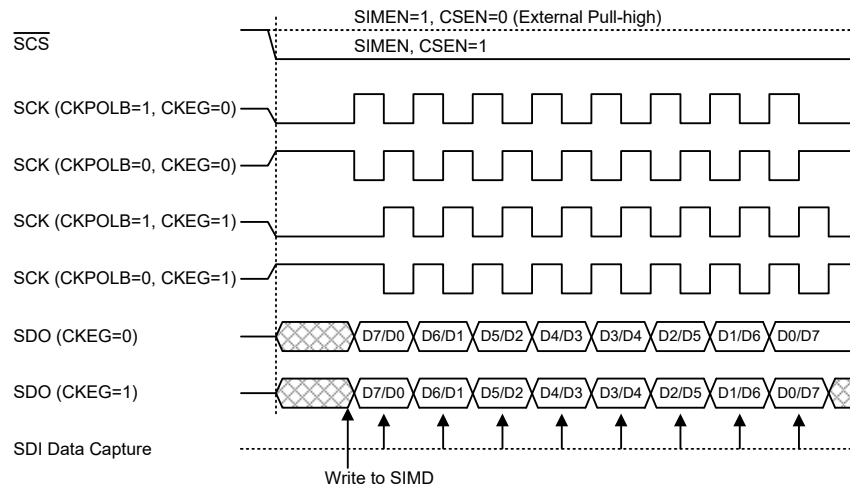 SIMEN=1, CSEN=0 (External Pull-high)
SCS
SIMEN, CSEN=1
SCK (CKPOLB=1, CKEG=0)
SCK (CKPOLB=0, CKEG=0)
SCK (CKPOLB=1, CKEG=1)
SCK (CKPOLB=0, CKEG=1)
SDO (CKEG=0)
D7/D0 D6/D1 D5/D2 D4/D3 D3/D4 D2/D5 D1/D6 D0/D7
SDO (CKEG=1)
D7/D0 D6/D1 D5/D2 D4/D3 D3/D4 D2/D5 D1/D6 D0/D7
SDI Data Capture
Write to SIMD